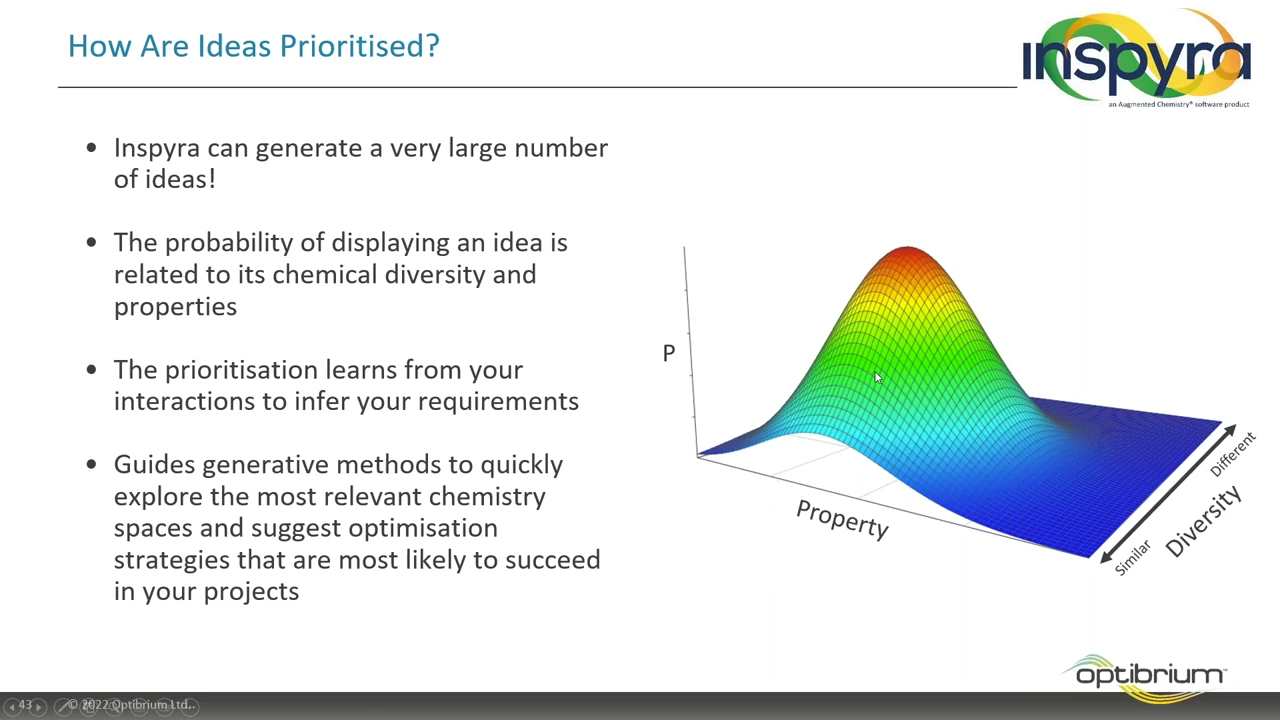 How Are Ideas Prioritised?
inspyra
an Augmented Chemistry® software product
• Inspyra can generate a very large number
of ideas!
• The probability of displaying an idea is
related to its chemical diversity and
properties
• The prioritisation learns from your
interactions to infer your requirements
• Guides generative methods to quickly
explore the most relevant chemistry
spaces and suggest optimisation
strategies that are most likely to succeed
in your projects
P
Property
Similar
Diversity
Different
optibrium™
43
© 2022 Optibrium Ltd.